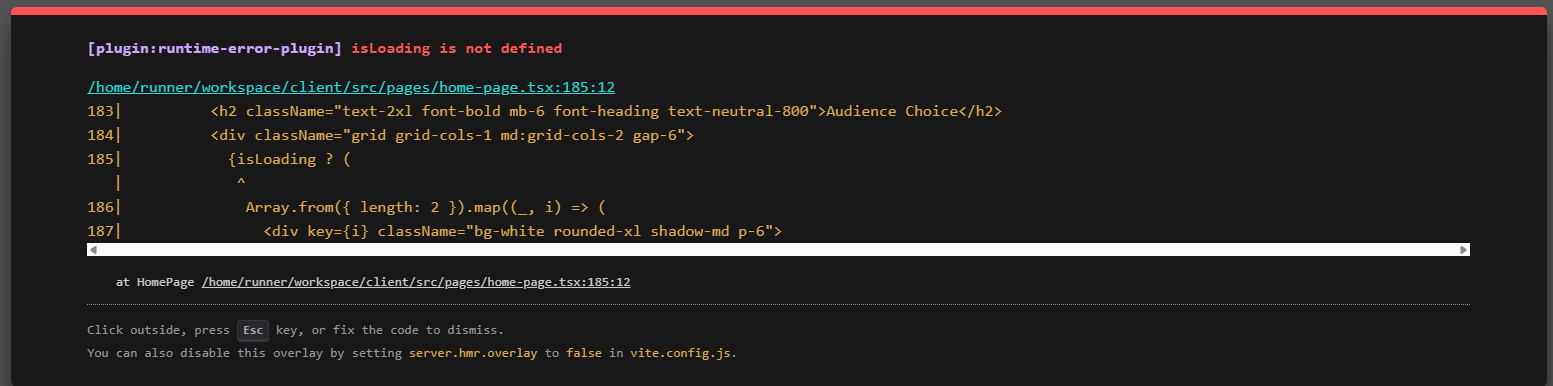 [plugin:runtime-error-plugin] isLoading is not defined
/home/runner/workspace/client/src/pages/home-page.tsx:185:12
183|          <h2 className="text-2xl font-bold mb-6 font-heading text-neutral-800">Audience Choice</h2>
184|          <div className="grid grid-cols-1 md:grid-cols-2 gap-6">
185|            {isLoading ? (
   |             ^
186|              Array.from({ length: 2 }).map((_, i) => (
187|                <div key={i} className="bg-white rounded-xl shadow-md p-6">
at HomePage /home/runner/workspace/client/src/pages/home-page.tsx:185:12
Click outside, press Esc key, or fix the code to dismiss.
You can also disable this overlay by setting server.hmr.overlay to false in vite.config.js.